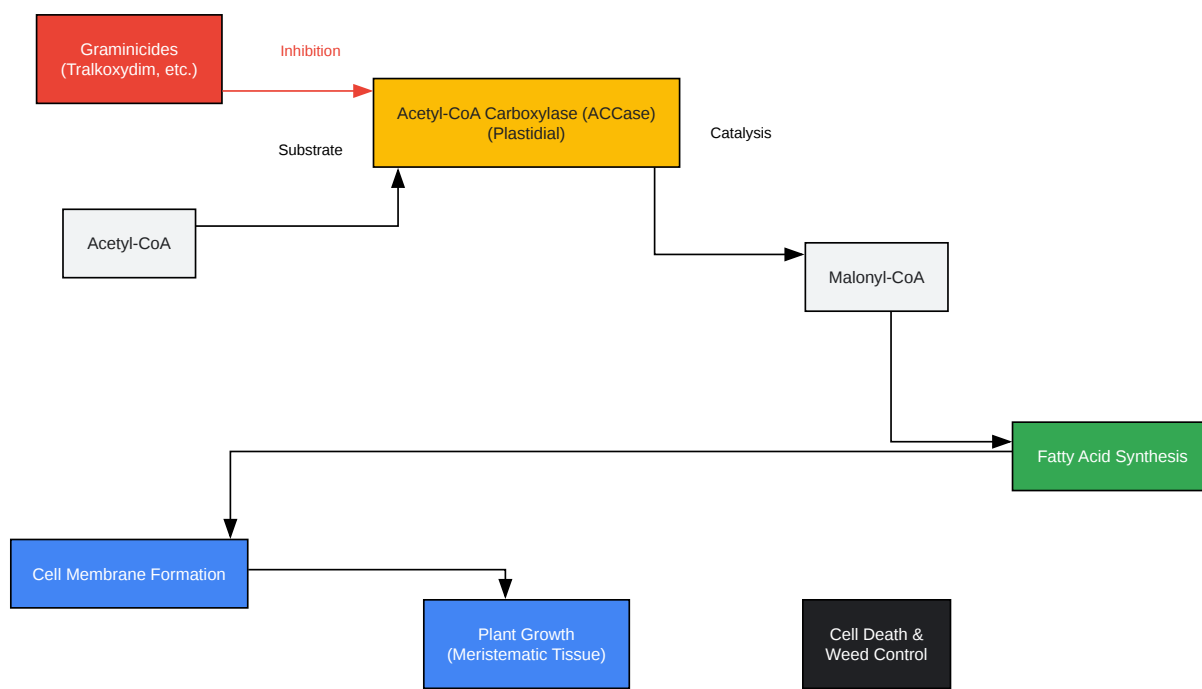 Graminicides
(Tralkoxydim, etc.)
Inhibition
Acetyl-CoA Carboxylase (ACCase)
(Plastidial)
Catalysis
Substrate
Acetyl-CoA
Malonyl-CoA
Fatty Acid Synthesis
Cell Membrane Formation
Plant Growth
(Meristematic Tissue)
Cell Death &
Weed Control